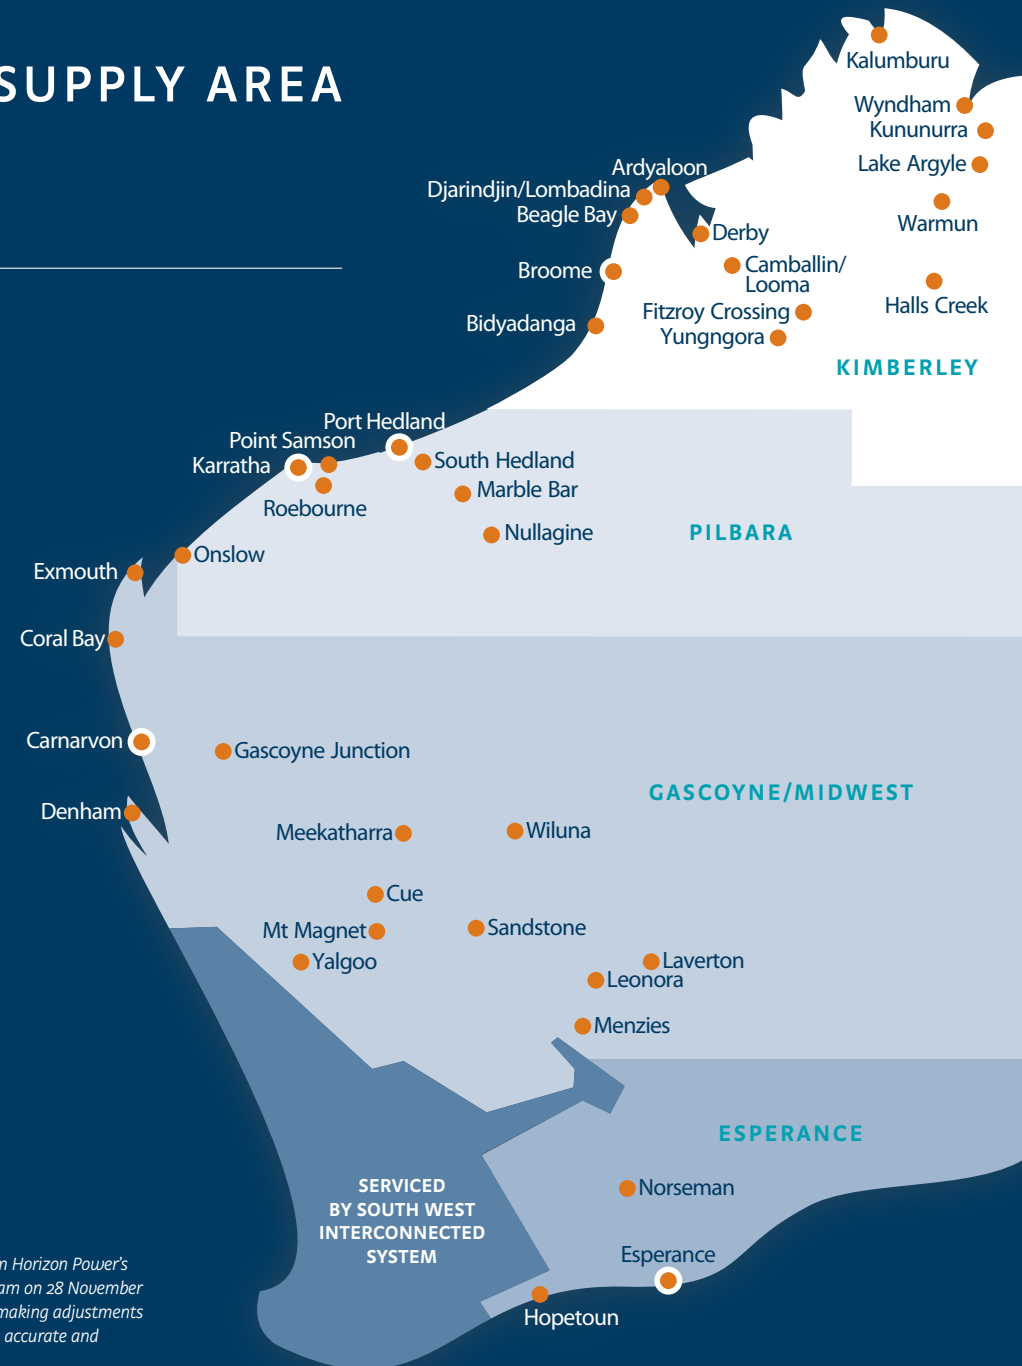 SUPPLY AREA
Kalumburu
Wyndham
Kununurra
Lake Argyle
Warmun
Halls Creek
Ardyaloon
Djarindjin/Lombadina
Beagle Bay
Derby
Broome
Camballin/
Looma
Fitzroy Crossing
Yungngora
Bidyadanga
KIMBERLEY
Port Hedland
Point Samson
Karratha
South Hedland
Roebourne
Marble Bar
Nullagine
PILBARA
Onslow
Exmouth
Coral Bay
Carnarvon
Gascoyne Junction
GASCOYNE/MIDWEST
Denham
Meekatharra
Wiluna
Cue
Mt Magnet
Sandstone
Yalgoo
Laverton
Leonora
Menzies
ESPERANCE
SERVICED
BY SOUTH WEST
INTERCONNECTED
SYSTEM
Norseman
Esperance
Hopetoun
Horizon Power's
on 28 November
making adjustments
accurate and